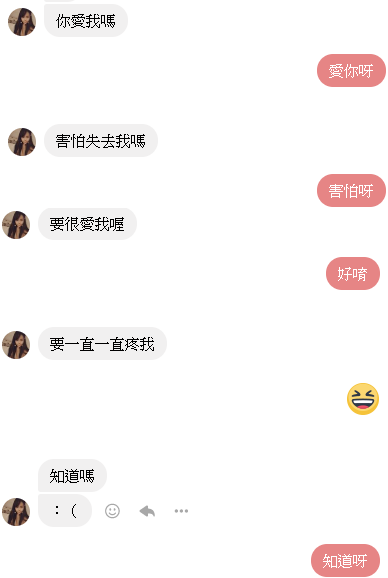 你愛我嗎
愛你呀
害怕失去我嗎
害怕呀
要很愛我喔
好唷
要一直一直疼我
知道嗎
：（
知道呀